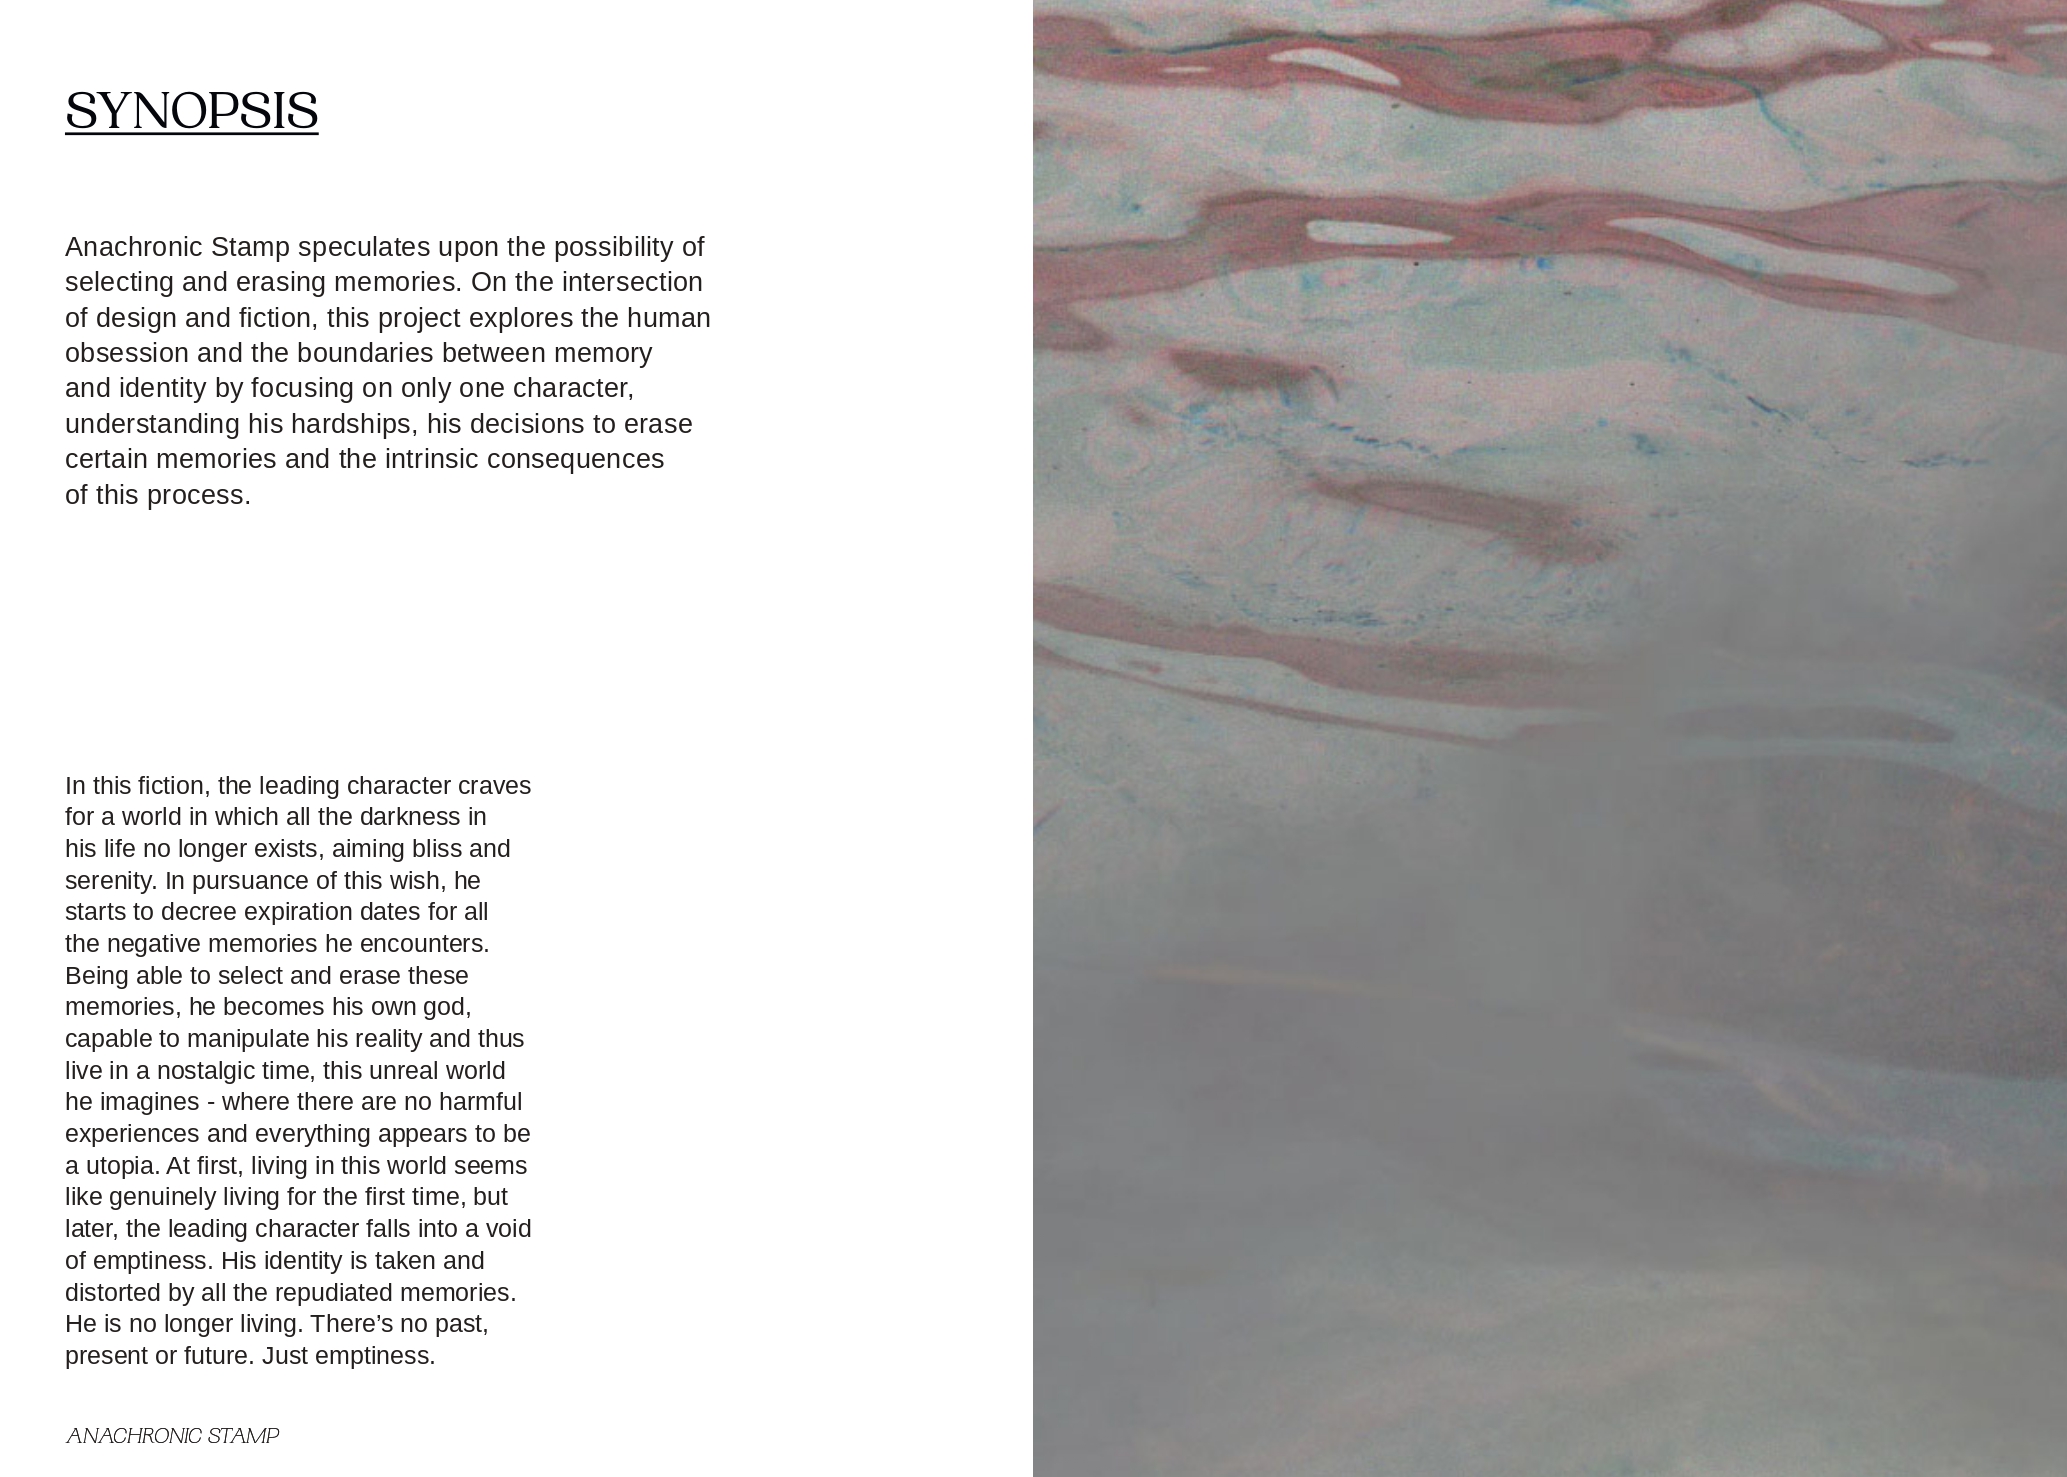 SYNOPSIS
Anachronic Stamp speculates upon the possibility of
selecting and erasing memories. On the intersection
of design and fiction, this project explores the human
obsession and the boundaries between memory
and identity by focusing on only one character,
understanding his hardships, his decisions to erase
certain memories and the intrinsic consequences
of this process.
In this fiction, the leading character craves
for a world in which all the darkness in
his life no longer exists, aiming bliss and
serenity. In pursuance of this wish, he
starts to decree expiration dates for all
the negative memories he encounters.
Being able to select and erase these
memories, he becomes his own god,
capable to manipulate his reality and thus
live in a nostalgic time, this unreal world
he imagines - where there are no harmful
experiences and everything appears to be
a utopia. At first, living in this world seems
like genuinely living for the first time, but
later, the leading character falls into a void
of emptiness. His identity is taken and
distorted by all the repudiated memories.
He is no longer living. There’s no past,
present or future. Just emptiness.
ANACHRONIC STAMP